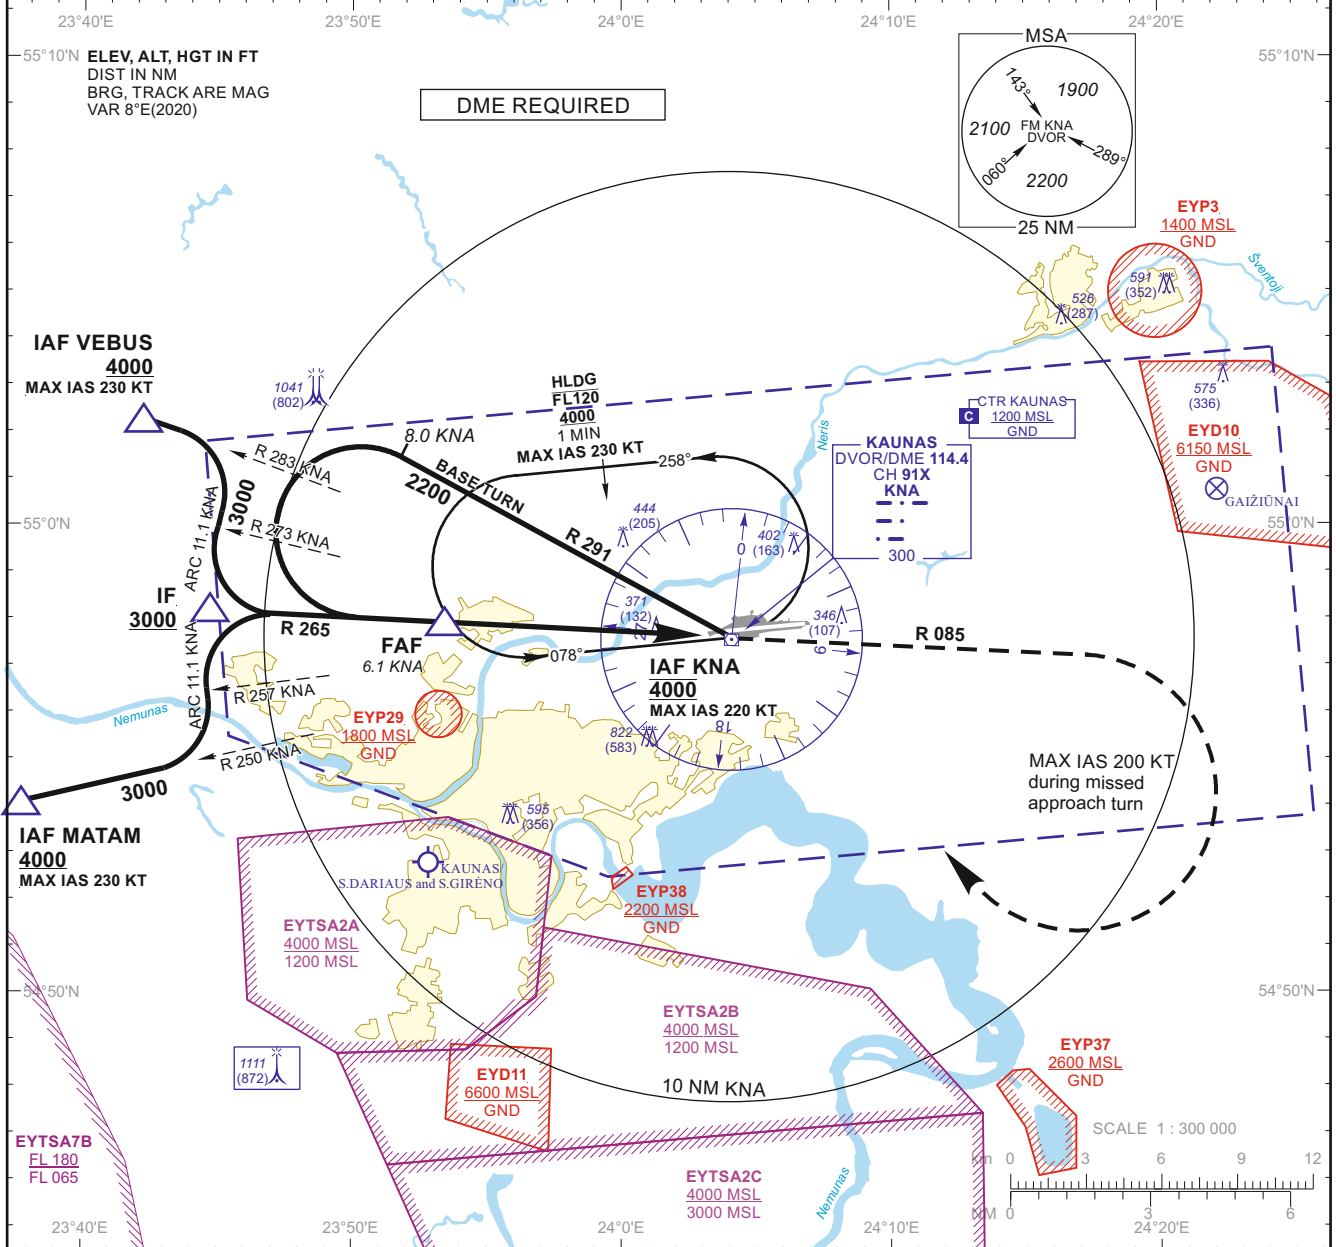 23°40'E
23°50'E
24°0'E
24°10'E
24°20'E
55°10'N
55°10'N
ELEV, ALT, HGT IN FT
DIST IN NM
BRG, TRACK ARE MAG
VAR 8°E(2020)
DME REQUIRED
MSA
143°
1900
2100
FM KNA
DVOR
289°
060°
2200
25 NM
EYP3
1400 MSL
GND
Šventoji
591
(352)
526
(287)
IAF VEBUS
4000
MAX IAS 230 KT
1041
(802)
HLDG
FL120
4000
1 MIN
MAX IAS 230 KT
258°
8.0 KNA
BASE TURN
2200
R 291
R 283 KNA
R 273 KNA
ARC 11.1 KNA
3000
Neris
C
CTR KAUNAS
1200 MSL
GND
KAUNAS
DVOR/DME 114.4
CH 91X
KNA
300
575
(336)
EYD10
6150 MSL
GND
GAIŽIŪNAI
55°0'N
55°0'N
444
(205)
402
(163)
0
371
(132)
27
346
(107)
9
18
IF
3000
R 265
FAF
6.1 KNA
078°
R 085
IAF KNA
4000
MAX IAS 220 KT
ARC 11.1 KNA
R 257 KNA
R 250 KNA
Nemunas
3000
EYP29
1800 MSL
GND
822
(583)
MAX IAS 200 KT
during missed
approach turn
IAF MATAM
4000
MAX IAS 230 KT
595
(356)
KAUNAS/
S.DARIAUS and S.GIRĖNO
EYP38
2200 MSL
GND
EYTSA2A
4000 MSL
1200 MSL
54°50'N
54°50'N
EYTSA2B
4000 MSL
1200 MSL
1111
(872)
EYD11
6600 MSL
GND
10 NM KNA
EYP37
2600 MSL
GND
SCALE 1 : 300 000
km 0 3 6 9 12
NM 0 3 6
EYTSA7B
FL 180
FL 065
EYTSA2C
4000 MSL
3000 MSL
Nemunas
23°40'E
23°50'E
24°0'E
24°10'E
24°20'E